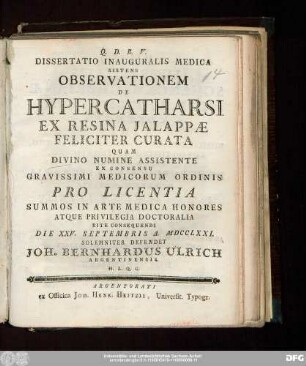 Q. D. B. V.
DISSERTATIO INAUGURALIS MEDICA
SISTENS
OBSERVATIONEM
DE
HYPERCATHARSI
EX RESINA JALAPPÆ
FELICITER CURATA
QUAM
DIVINO NUMINE ASSISTENTE
EX CONSENSU
GRAVISSIMI MEDICORUM ORDINIS
PRO LICENTIA
SUMMOS IN ARTE MEDICA HONORES
ATQUE PRIVILEGIA DOCTORALIA
RITE CONSEQUENDI
DIE XXV. SEPTEMBRIS A. MDCCLXXI.
SOLEMNITER DEFENDET
JOH. BERNHARDUS ULRICH
ARGENTINENSIS.
H. L. Q. C.
ARGENTORATI
ex Officina JOH. HENR. HEITZII, Universit. Typogr.
DFG